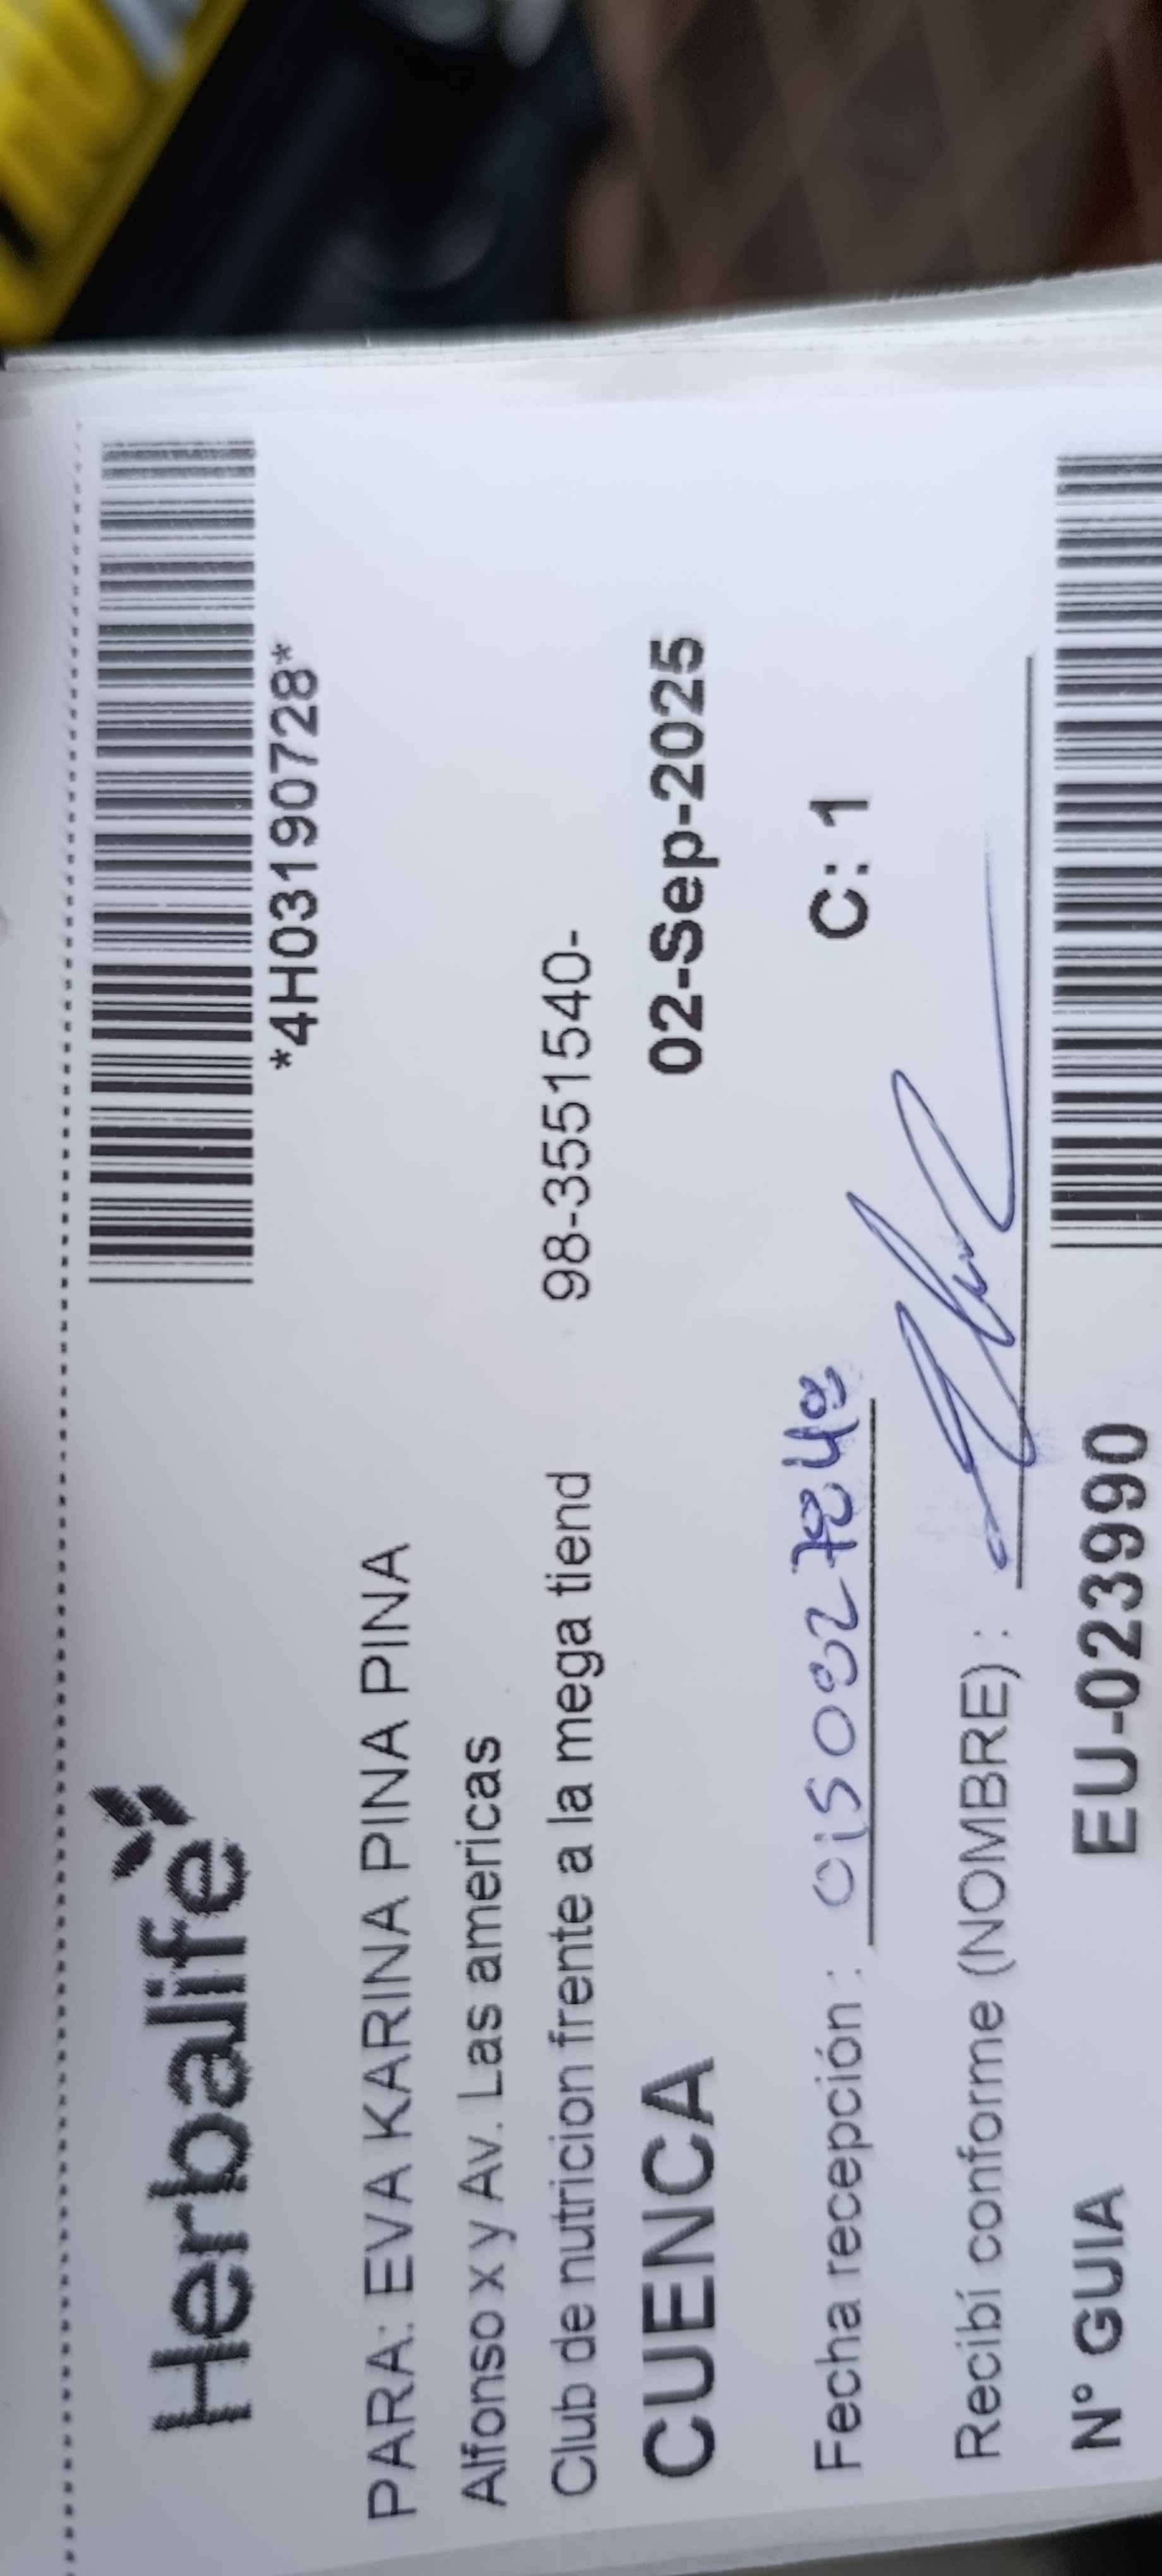 Herbalife
*4H03190728*
PARA: EVA KARINA PINA PINA
Alfonso x y Av. Las americas
Club de nutricion frente a la mega tiend 98-3551540-
CUENCA 02-Sep-2025
Fecha recepción : C: 1
Recibí conforme (NOMBRE) :
N° GUIA EU-023990